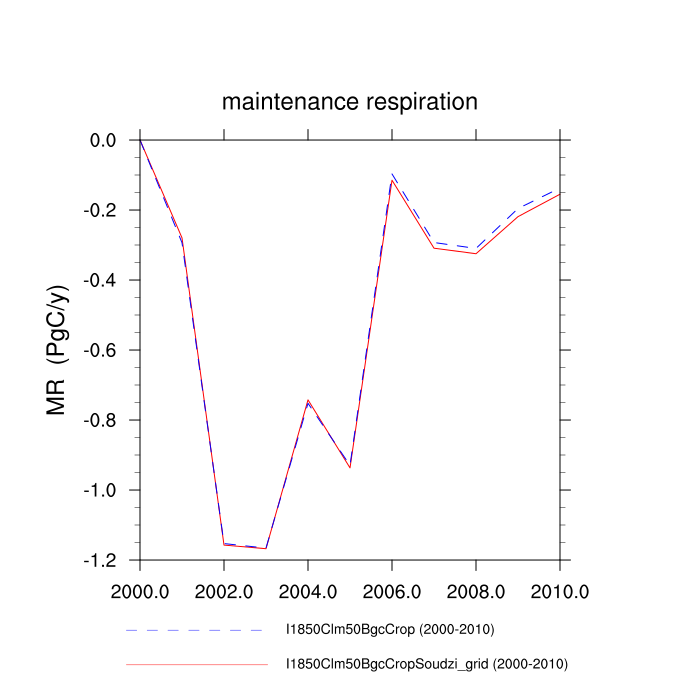 maintenance respiration
0.0
-0.2
-0.4
-0.6
-0.8
-1.0
-1.2
MR (PgC/y)
2000.0 2002.0 2004.0 2006.0 2008.0 2010.0
I1850Clm50BgcCrop (2000-2010)
I1850Clm50BgcCropSoudzi_grid (2000-2010)